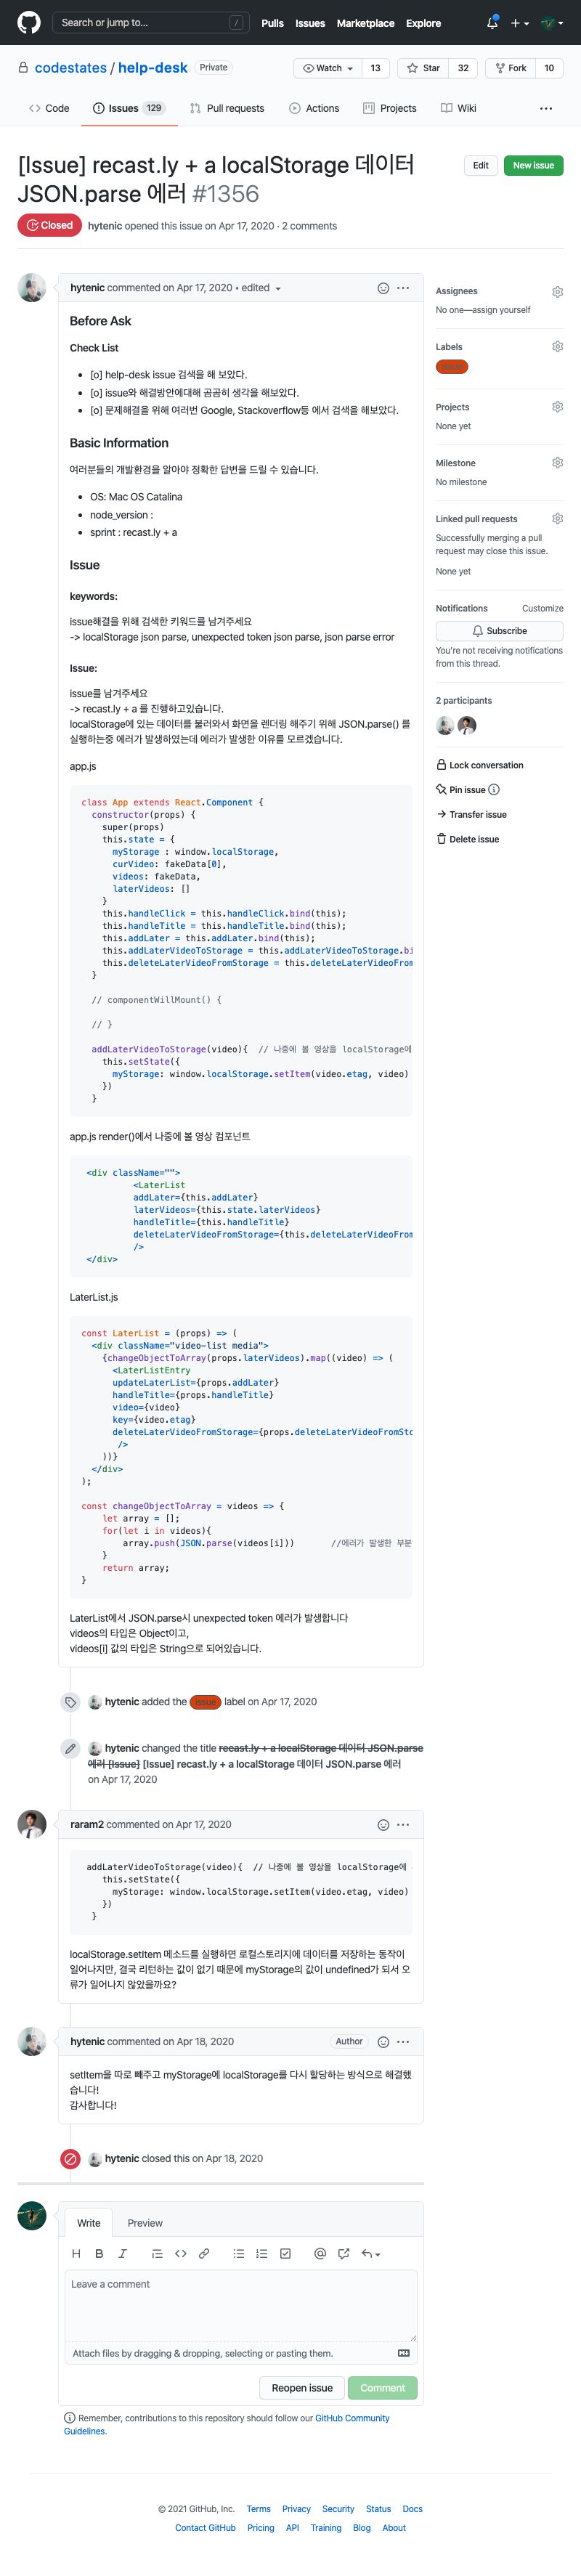 Search or jump to... /
Pulls Issues Marketplace Explore
codestates / help-desk Private
Watch 13 Star 32 Fork 10
Code Issues 129 Pull requests Actions Projects Wiki
[Issue] recast.ly + a localStorage 데이터
JSON.parse 에러 #1356
Edit New issue
Closed hytenic opened this issue on Apr 17, 2020 · 2 comments
hytenic commented on Apr 17, 2020 • edited
Before Ask
Check List
[o] help-desk issue 검색을 해 보았다.
[o] issue와 해결방안에대해 곰곰히 생각을 해보았다.
[o] 문제해결을 위해 여러번 Google, Stackoverflow등 에서 검색을 해보았다.
Basic Information
여러분들의 개발환경을 알아야 정확한 답변을 드릴 수 있습니다.
OS: Mac OS Catalina
node_version :
sprint : recast.ly + a
Issue
keywords:
issue해결을 위해 검색한 키워드를 남겨주세요
-> localStorage json parse, unexpected token json parse, json parse error
Issue:
issue를 남겨주세요
-> recast.ly + a 를 진행하고있습니다.
localStorage에 있는 데이터를 불러와서 화면을 렌더링 해주기 위해 JSON.parse() 를
실행하는중 에러가 발생하였는데 에러가 발생한 이유를 모르겠습니다.
app.js
class App extends React.Component {
constructor(props) {
super(props)
this.state = {
myStorage : window.localStorage,
curVideo: fakeData[0],
videos: fakeData,
laterVideos: []
}
this.handleClick = this.handleClick.bind(this);
this.handleTitle = this.handleTitle.bind(this);
this.addLater = this.addLater.bind(this);
this.addLaterVideoToStorage = this.addLaterVideoToStorage.bi
this.deleteLaterVideoFromStorage = this.deleteLaterVideoFrom
}
// componentWillMount() {
// }
addLaterVideoToStorage(video){ // 나중에 볼 영상을 localStorage에
this.setState({
myStorage: window.localStorage.setItem(video.etag, video)
})
}
app.js render()에서 나중에 볼 영상 컴포넌트
<div className="">
<LaterList
addLater={this.addLater}
laterVideos={this.state.laterVideos}
handleTitle={this.handleTitle}
deleteLaterVideoFromStorage={this.deleteLaterVideoFrom
/>
</div>
LaterList.js
const LaterList = (props) => (
<div className="video-list media">
{changeObjectToArray(props.laterVideos).map((video) => (
<LaterListEntry
updateLaterList={props.addLater}
handleTitle={props.handleTitle}
video={video}
key={video.etag}
deleteLaterVideoFromStorage={props.deleteLaterVideoFromSto
/>
))}
</div>
);
const changeObjectToArray = videos => {
let array = [];
for(let i in videos){
array.push(JSON.parse(videos[i])) //에러가 발생한 부분
}
return array;
}
LaterList에서 JSON.parse시 unexpected token 에러가 발생합니다
videos의 타입은 Object이고,
videos[i] 값의 타입은 String으로 되어있습니다.
hytenic added the issue label on Apr 17, 2020
hytenic changed the title recast.ly + a localStorage 데이터 JSON.parse
에러 [Issue] [Issue] recast.ly + a localStorage 데이터 JSON.parse 에러
on Apr 17, 2020
raram2 commented on Apr 17, 2020
addLaterVideoToStorage(video){ // 나중에 볼 영상을 localStorage에
this.setState({
myStorage: window.localStorage.setItem(video.etag, video)
})
}
localStorage.setItem 메소드를 실행하면 로컬스토리지에 데이터를 저장하는 동작이
일어나지만, 결국 리턴하는 값이 없기 때문에 myStorage의 값이 undefined가 되서 오
류가 일어나지 않았을까요?
hytenic commented on Apr 18, 2020 Author
setItem을 따로 빼주고 myStorage에 localStorage를 다시 할당하는 방식으로 해결했
습니다!
감사합니다!
hytenic closed this on Apr 18, 2020
Write Preview
Leave a comment
Attach files by dragging & dropping, selecting or pasting them.
Reopen issue Comment
Remember, contributions to this repository should follow our GitHub Community
Guidelines.
Assignees
No one—assign yourself
Labels
issue
Projects
None yet
Milestone
No milestone
Linked pull requests
Successfully merging a pull
request may close this issue.
None yet
Notifications Customize
Subscribe
You're not receiving notifications
from this thread.
2 participants
Lock conversation
Pin issue
Transfer issue
Delete issue
© 2021 GitHub, Inc. Terms Privacy Security Status Docs
Contact GitHub Pricing API Training Blog About